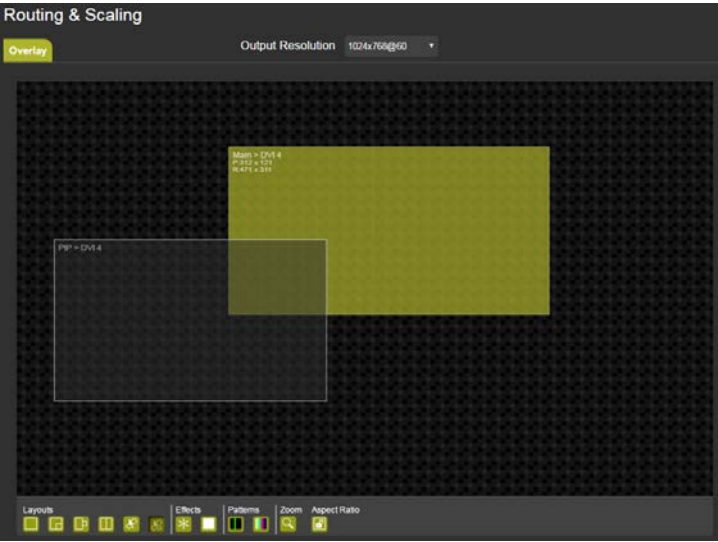 Routing & Scaling
Overlay
Output Resolution 1024x768@60
Main > DVI 4
P:312 x 121
R:471 x 311
PIP > DVI 4
Layouts Effects Patterns Zoom Aspect Ratio